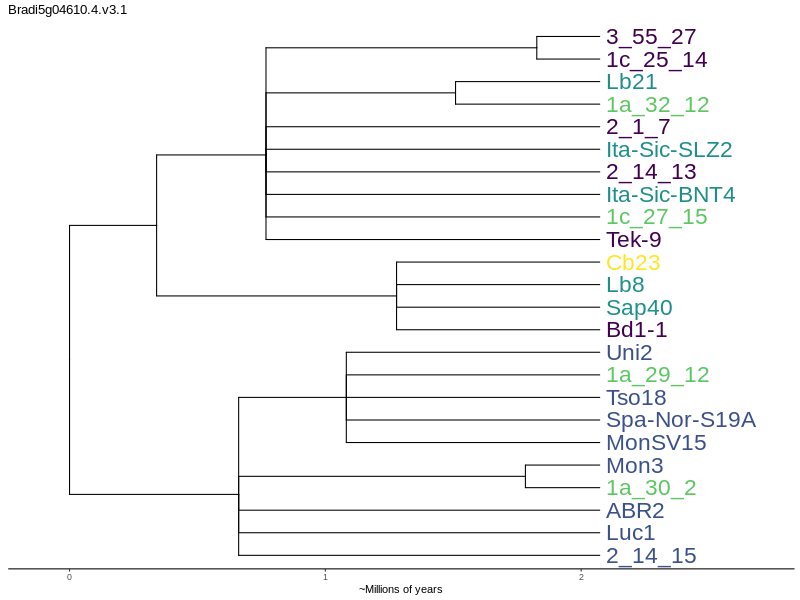 Bradi5g04610.4.v3.1
3_55_27
1c_25_14
Lb21
1a_32_12
2_1_7
Ita-Sic-SLZ2
2_14_13
Ita-Sic-BNT4
1c_27_15
Tek-9
Cb23
Lb8
Sap40
Bd1-1
Uni2
1a_29_12
Tso18
Spa-Nor-S19A
MonSV15
Mon3
1a_30_2
ABR2
Luc1
2_14_15
0 1 2
~Millions of years